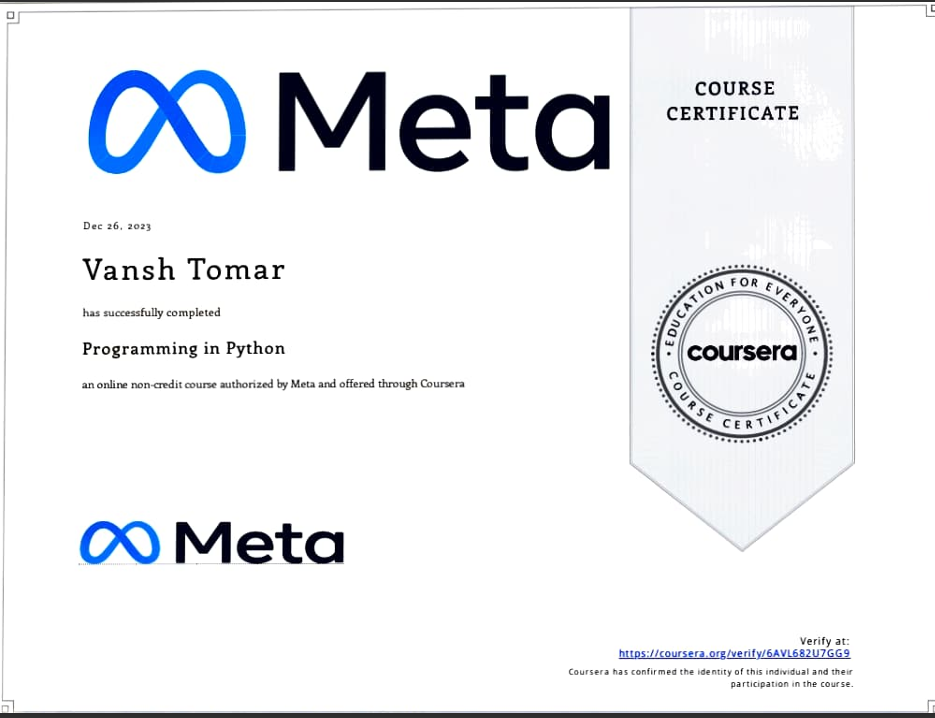 Meta
COURSE
CERTIFICATE
Dec 26, 2023
Vansh Tomar
has successfully completed
Programming in Python
an online non-credit course authorized by Meta and offered through Coursera
EDUCATION FOR EVERYONE
coursera
COURSE CERTIFICATE
Meta
Verify at:
https://coursera.org/verify/6AVL682U7GG9
Coursera has confirmed the identity of this individual and their
participation in the course.